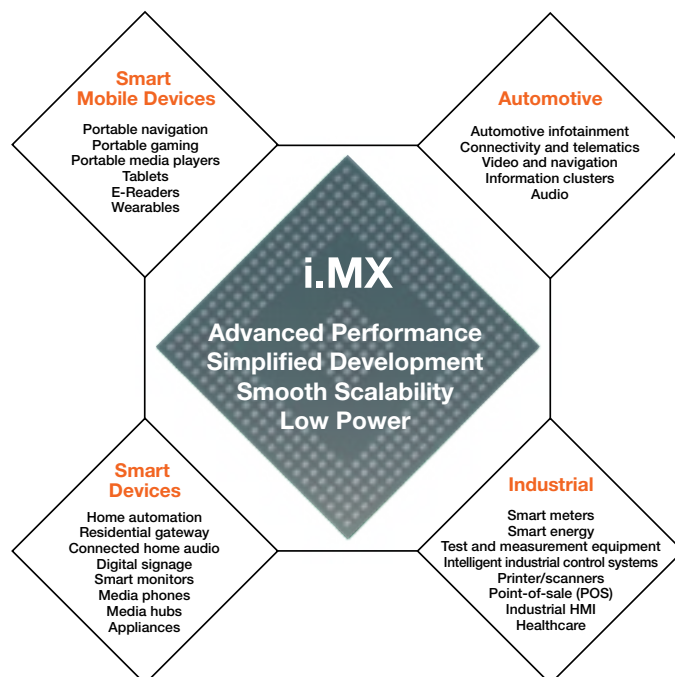 Smart
Mobile Devices
Portable navigation
Portable gaming
Portable media players
Tablets
E-Readers
Wearables
Automotive
Automotive infotainment
Connectivity and telematics
Video and navigation
Information clusters
Audio
i.MX
Advanced Performance
Simplified Development
Smooth Scalability
Low Power
Smart
Devices
Home automation
Residential gateway
Connected home audio
Digital signage
Smart monitors
Media phones
Media hubs
Appliances
Industrial
Smart meters
Smart energy
Test and measurement equipment
Intelligent industrial control systems
Printer/scanners
Point-of-sale (POS)
Industrial HMI
Healthcare